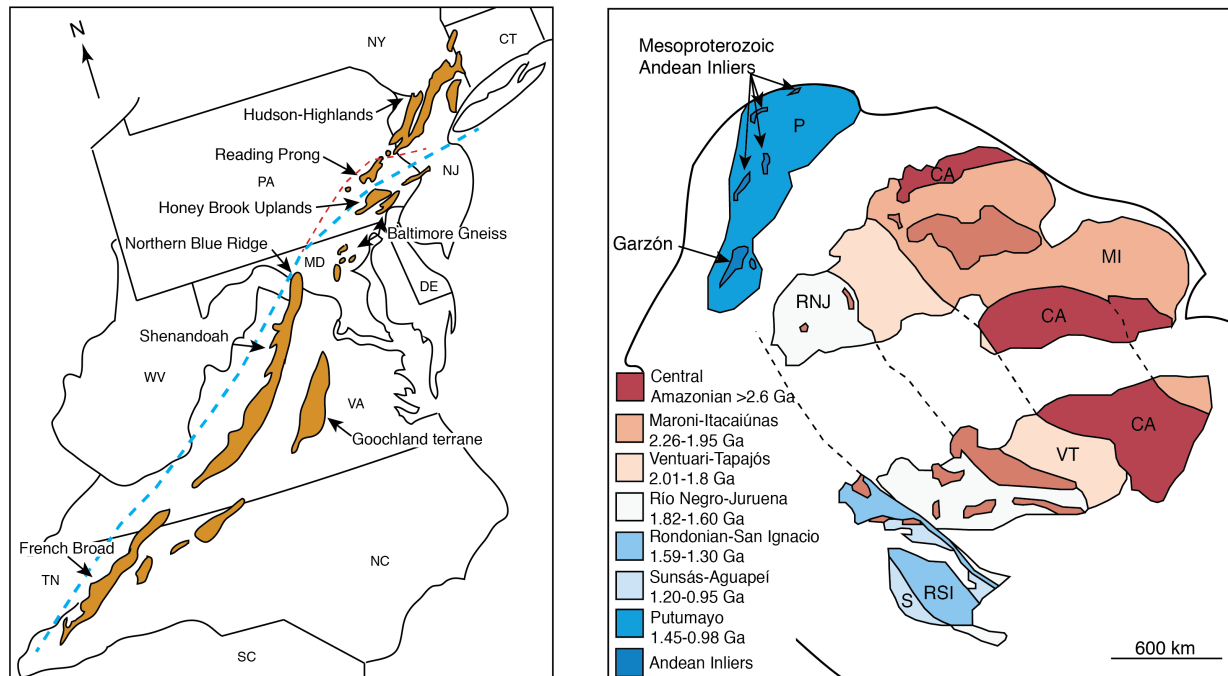 N
NY
CT
Hudson-Highlands
Reading Prong
PA
NJ
Honey Brook Uplands
Baltimore Gneiss
Northern Blue Ridge
MD
DE
Shenandoah
WV
VA
Goochland terrane
French Broad
TN
NC
SC
Mesoproterozoic
Andean Inliers
P
CA
Garzón
MI
RNJ
CA
Central
Amazonian >2.6 Ga
Maroni-Itacaiúnas
2.26-1.95 Ga
CA
Ventuari-Tapajós
2.01-1.8 Ga
VT
Río Negro-Juruena
1.82-1.60 Ga
Rondonian-San Ignacio
1.59-1.30 Ga
Sunsás-Aguapeí
1.20-0.95 Ga
S
RSI
Putumayo
1.45-0.98 Ga
Andean Inliers
600 km